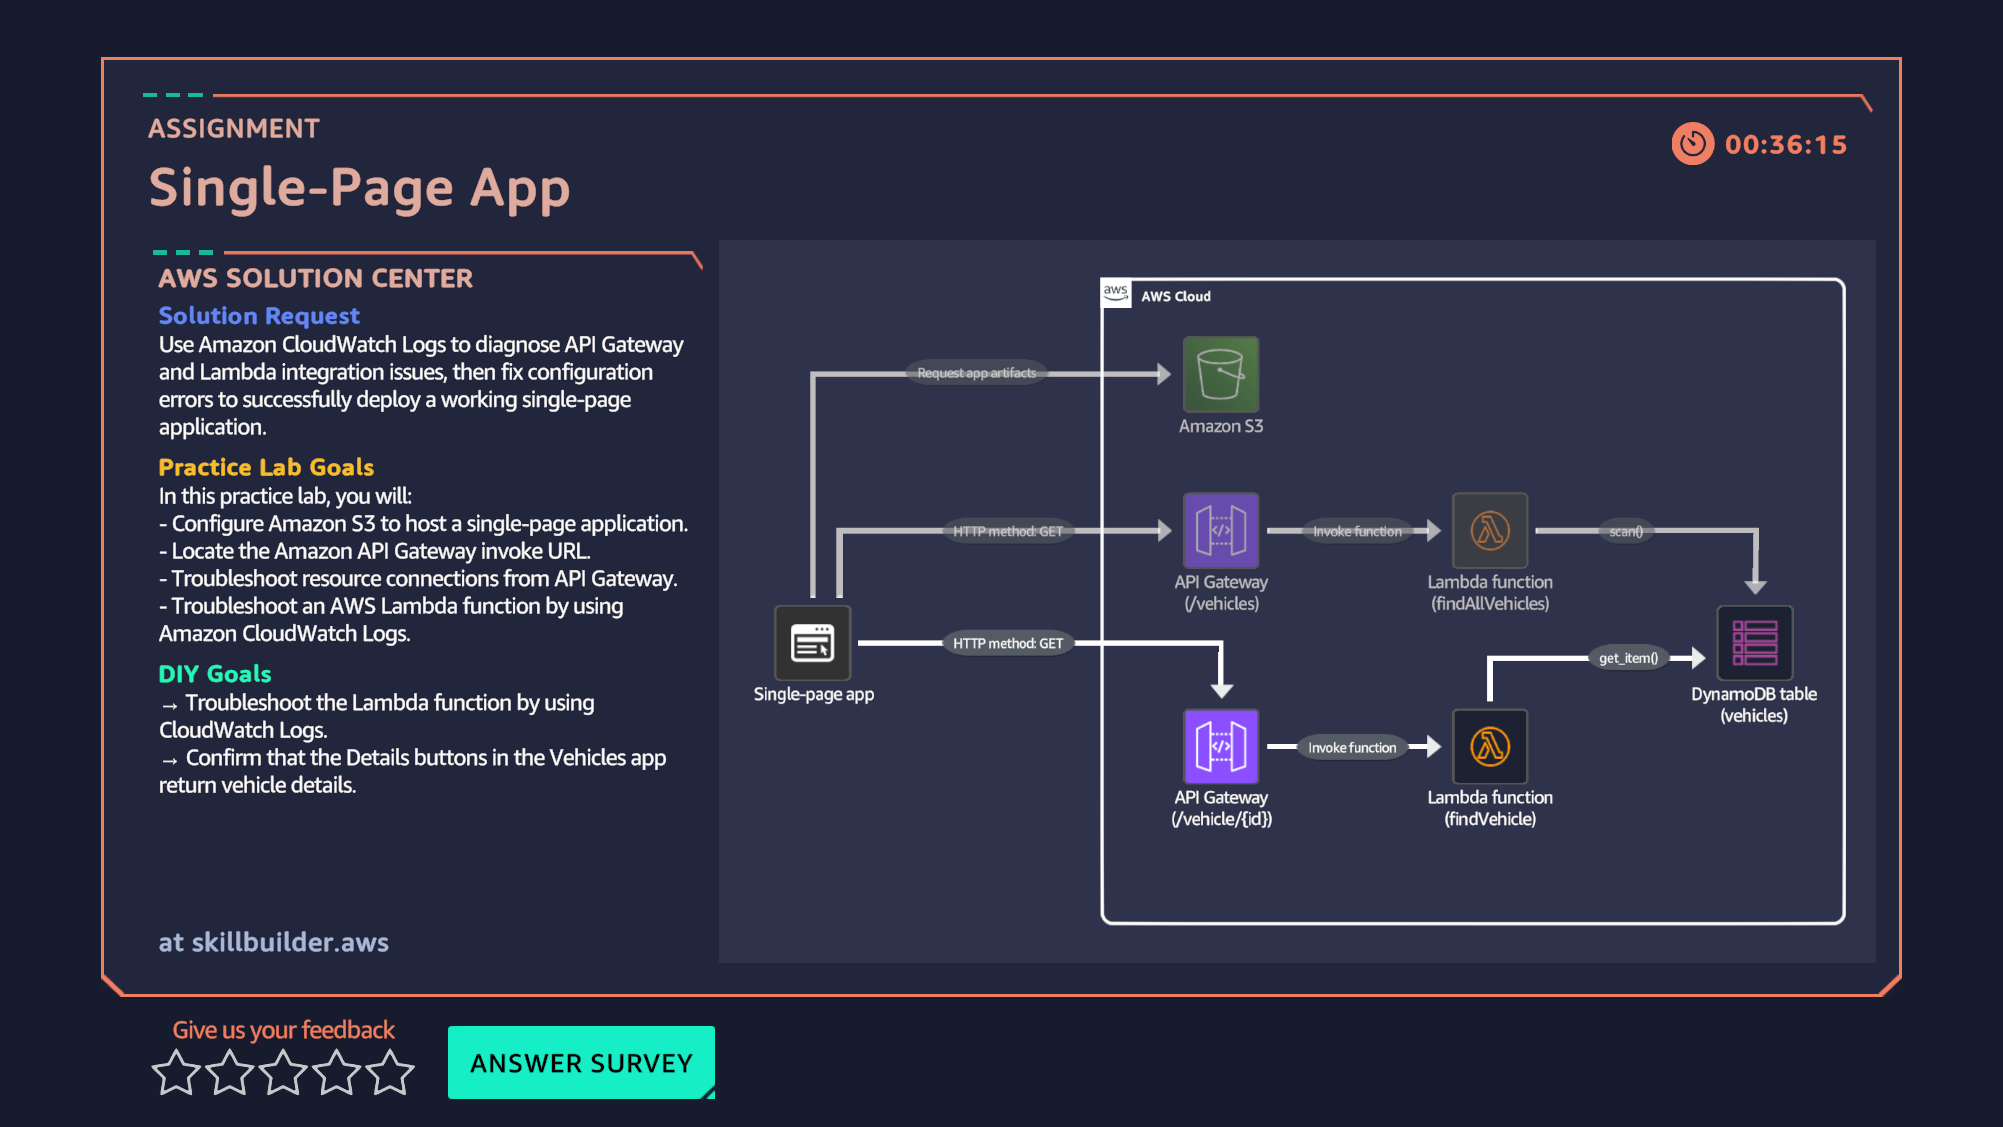 ASSIGNMENT
Single-Page App
00:36:15
AWS SOLUTION CENTER
Solution Request
Use Amazon CloudWatch Logs to diagnose API Gateway
and Lambda integration issues, then fix configuration
errors to successfully deploy a working single-page
application.
Practice Lab Goals
In this practice lab, you will:
- Configure Amazon S3 to host a single-page application.
- Locate the Amazon API Gateway invoke URL.
- Troubleshoot resource connections from API Gateway.
- Troubleshoot an AWS Lambda function by using
Amazon CloudWatch Logs.
DIY Goals
→ Troubleshoot the Lambda function by using
CloudWatch Logs.
→ Confirm that the Details buttons in the Vehicles app
return vehicle details.
at skillbuilder.aws
aws
AWS Cloud
Request app artifacts
Amazon S3
HTTP method: GET
Invoke function
scan()
API Gateway
(/vehicles)
Lambda function
(findAllVehicles)
Single-page app
HTTP method: GET
get_item()
DynamoDB table
(vehicles)
Invoke function
API Gateway
(/vehicle/{id})
Lambda function
(findVehicle)
Give us your feedback
ANSWER SURVEY